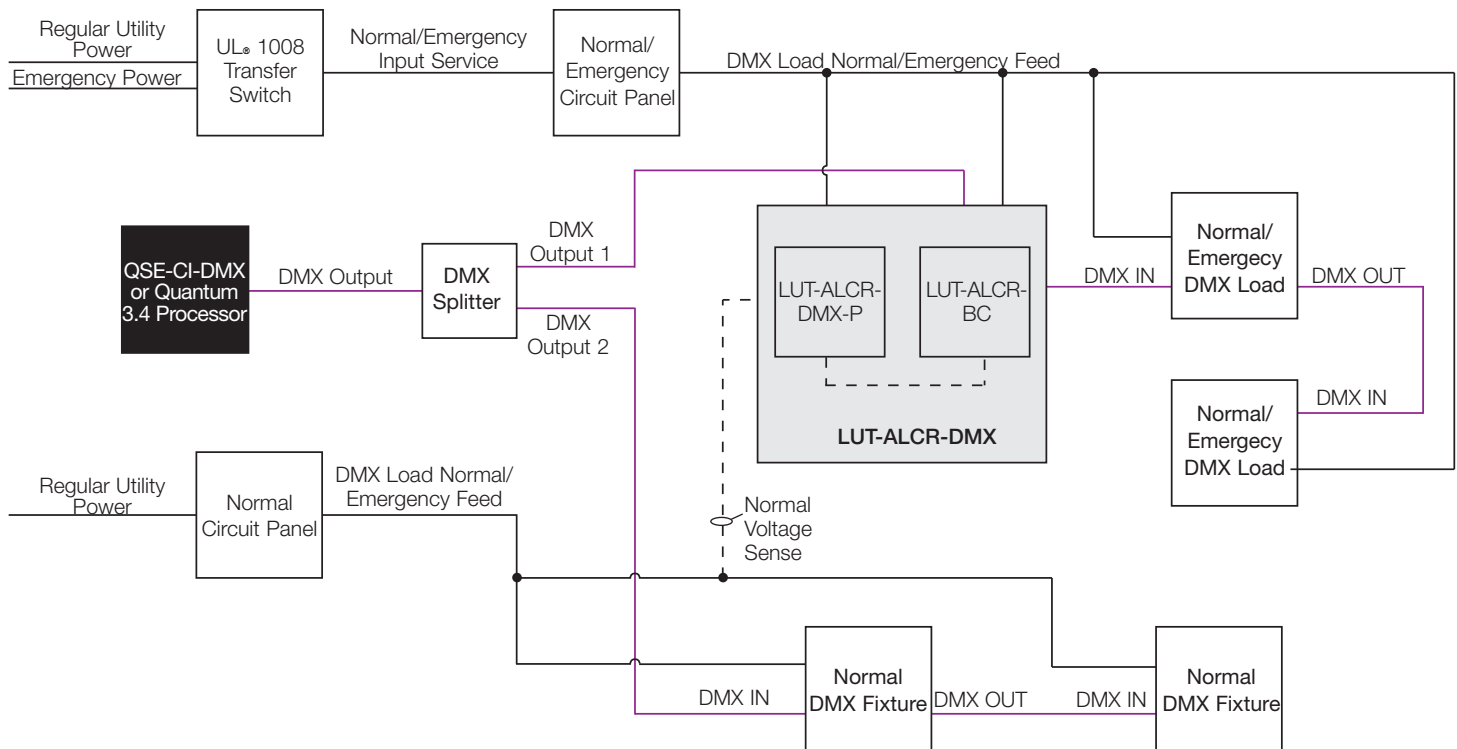 Regular Utility
Power
Emergency Power
UL® 1008
Transfer
Switch
Normal/Emergency
Input Service
Normal/
Emergency
Circuit Panel
DMX Load Normal/Emergency Feed
QSE-CI-DMX
or Quantum
3.4 Processor
DMX Output
DMX
Splitter
DMX
Output 1
DMX
Output 2
LUT-ALCR-
DMX-P
LUT-ALCR-
BC
LUT-ALCR-DMX
DMX IN
Normal/
Emergecy
DMX Load
DMX OUT
DMX IN
Normal/
Emergecy
DMX Load
Regular Utility
Power
Normal
Circuit Panel
DMX Load Normal/
Emergency Feed
Normal
Voltage
Sense
DMX IN
Normal
DMX Fixture
DMX OUT
DMX IN
Normal
DMX Fixture